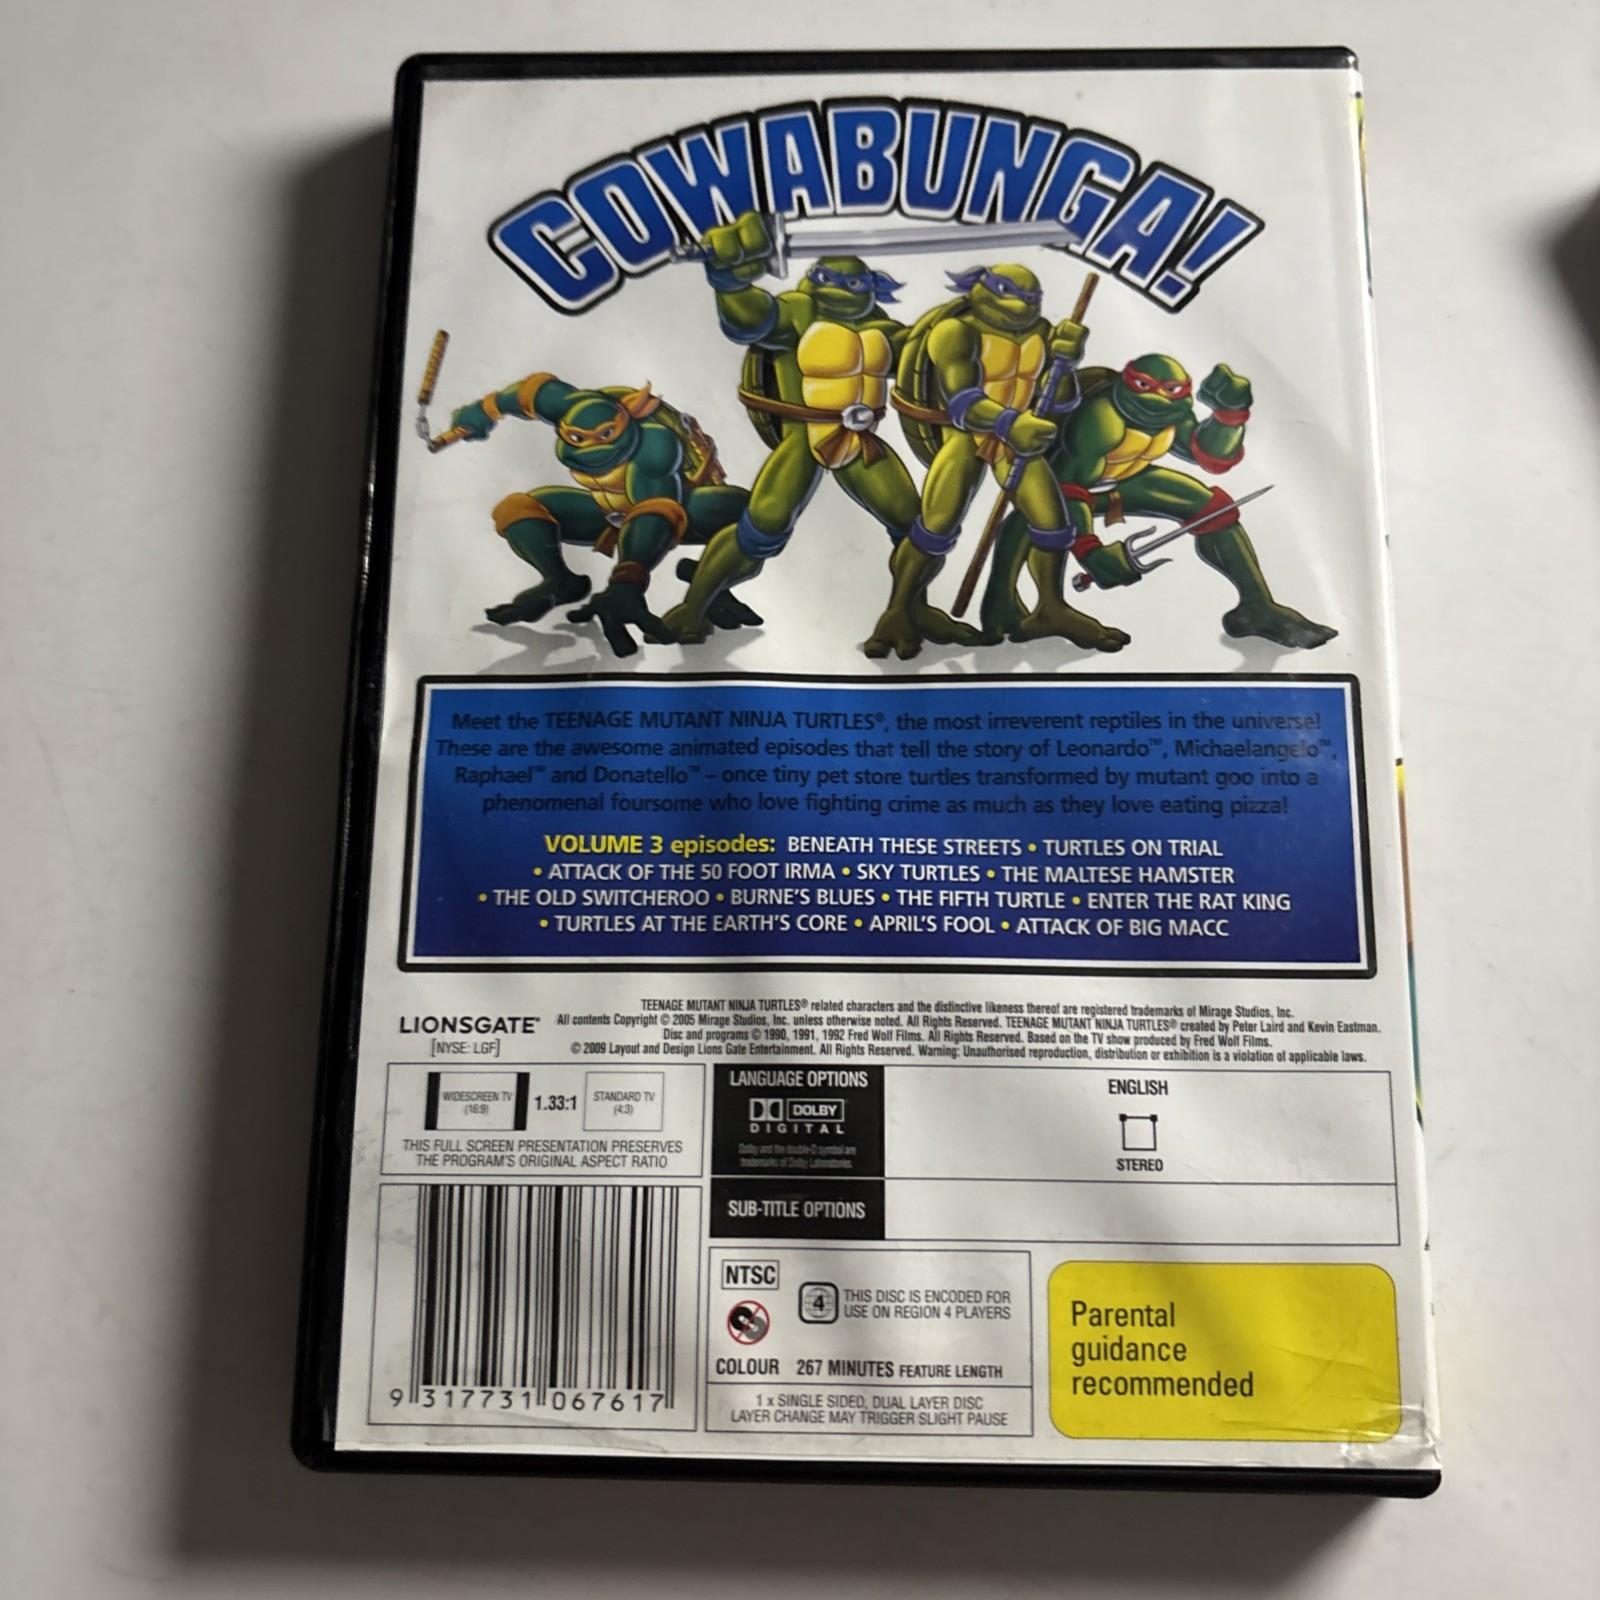 COWABUNGA!
Meet the TEENAGE MUTANT NINJA TURTLES®, the most irreverent reptiles in the universe!
These are the awesome animated episodes that tell the story of Leonardo™, Michaelangelo™,
Raphael™ and Donatello™ – once tiny pet store turtles transformed by mutant goo into a
phenomenal foursome who love fighting crime as much as they love eating pizza!
VOLUME 3 episodes: BENEATH THESE STREETS • TURTLES ON TRIAL
• ATTACK OF THE 50 FOOT IRMA • SKY TURTLES • THE MALTESE HAMSTER
• THE OLD SWITCHEROO • BURNE'S BLUES • THE FIFTH TURTLE • ENTER THE RAT KING
• TURTLES AT THE EARTH'S CORE • APRIL'S FOOL • ATTACK OF BIG MACC
LIONSGATE®
[NYSE: LGF]
TEENAGE MUTANT NINJA TURTLES® related characters and the distinctive likeness thereof are registered trademarks of Mirage Studios, Inc.
All contents Copyright © 2005 Mirage Studios, Inc. unless otherwise noted. All Rights Reserved. TEENAGE MUTANT NINJA TURTLES® created by Peter Laird and Kevin Eastman.
Disc and programs © 1990, 1991, 1992 Fred Wolf Films. All Rights Reserved. Based on the TV show produced by Fred Wolf Films.
© 2009 Layout and Design Lions Gate Entertainment. All Rights Reserved. Warning: Unauthorised reproduction, distribution or exhibition is a violation of applicable laws.
WIDESCREEN TV
(16:9)
1.33:1
STANDARD TV
(4:3)
THIS FULL SCREEN PRESENTATION PRESERVES
THE PROGRAM'S ORIGINAL ASPECT RATIO
LANGUAGE OPTIONS
DOLBY
DIGITAL
Dolby and the double-D symbol are
trademarks of Dolby Laboratories.
ENGLISH
STEREO
SUB-TITLE OPTIONS
9 317731 067617
NTSC
4
THIS DISC IS ENCODED FOR
USE ON REGION 4 PLAYERS
COLOUR 267 MINUTES FEATURE LENGTH
1 x SINGLE SIDED, DUAL LAYER DISC
LAYER CHANGE MAY TRIGGER SLIGHT PAUSE
Parental
guidance
recommended